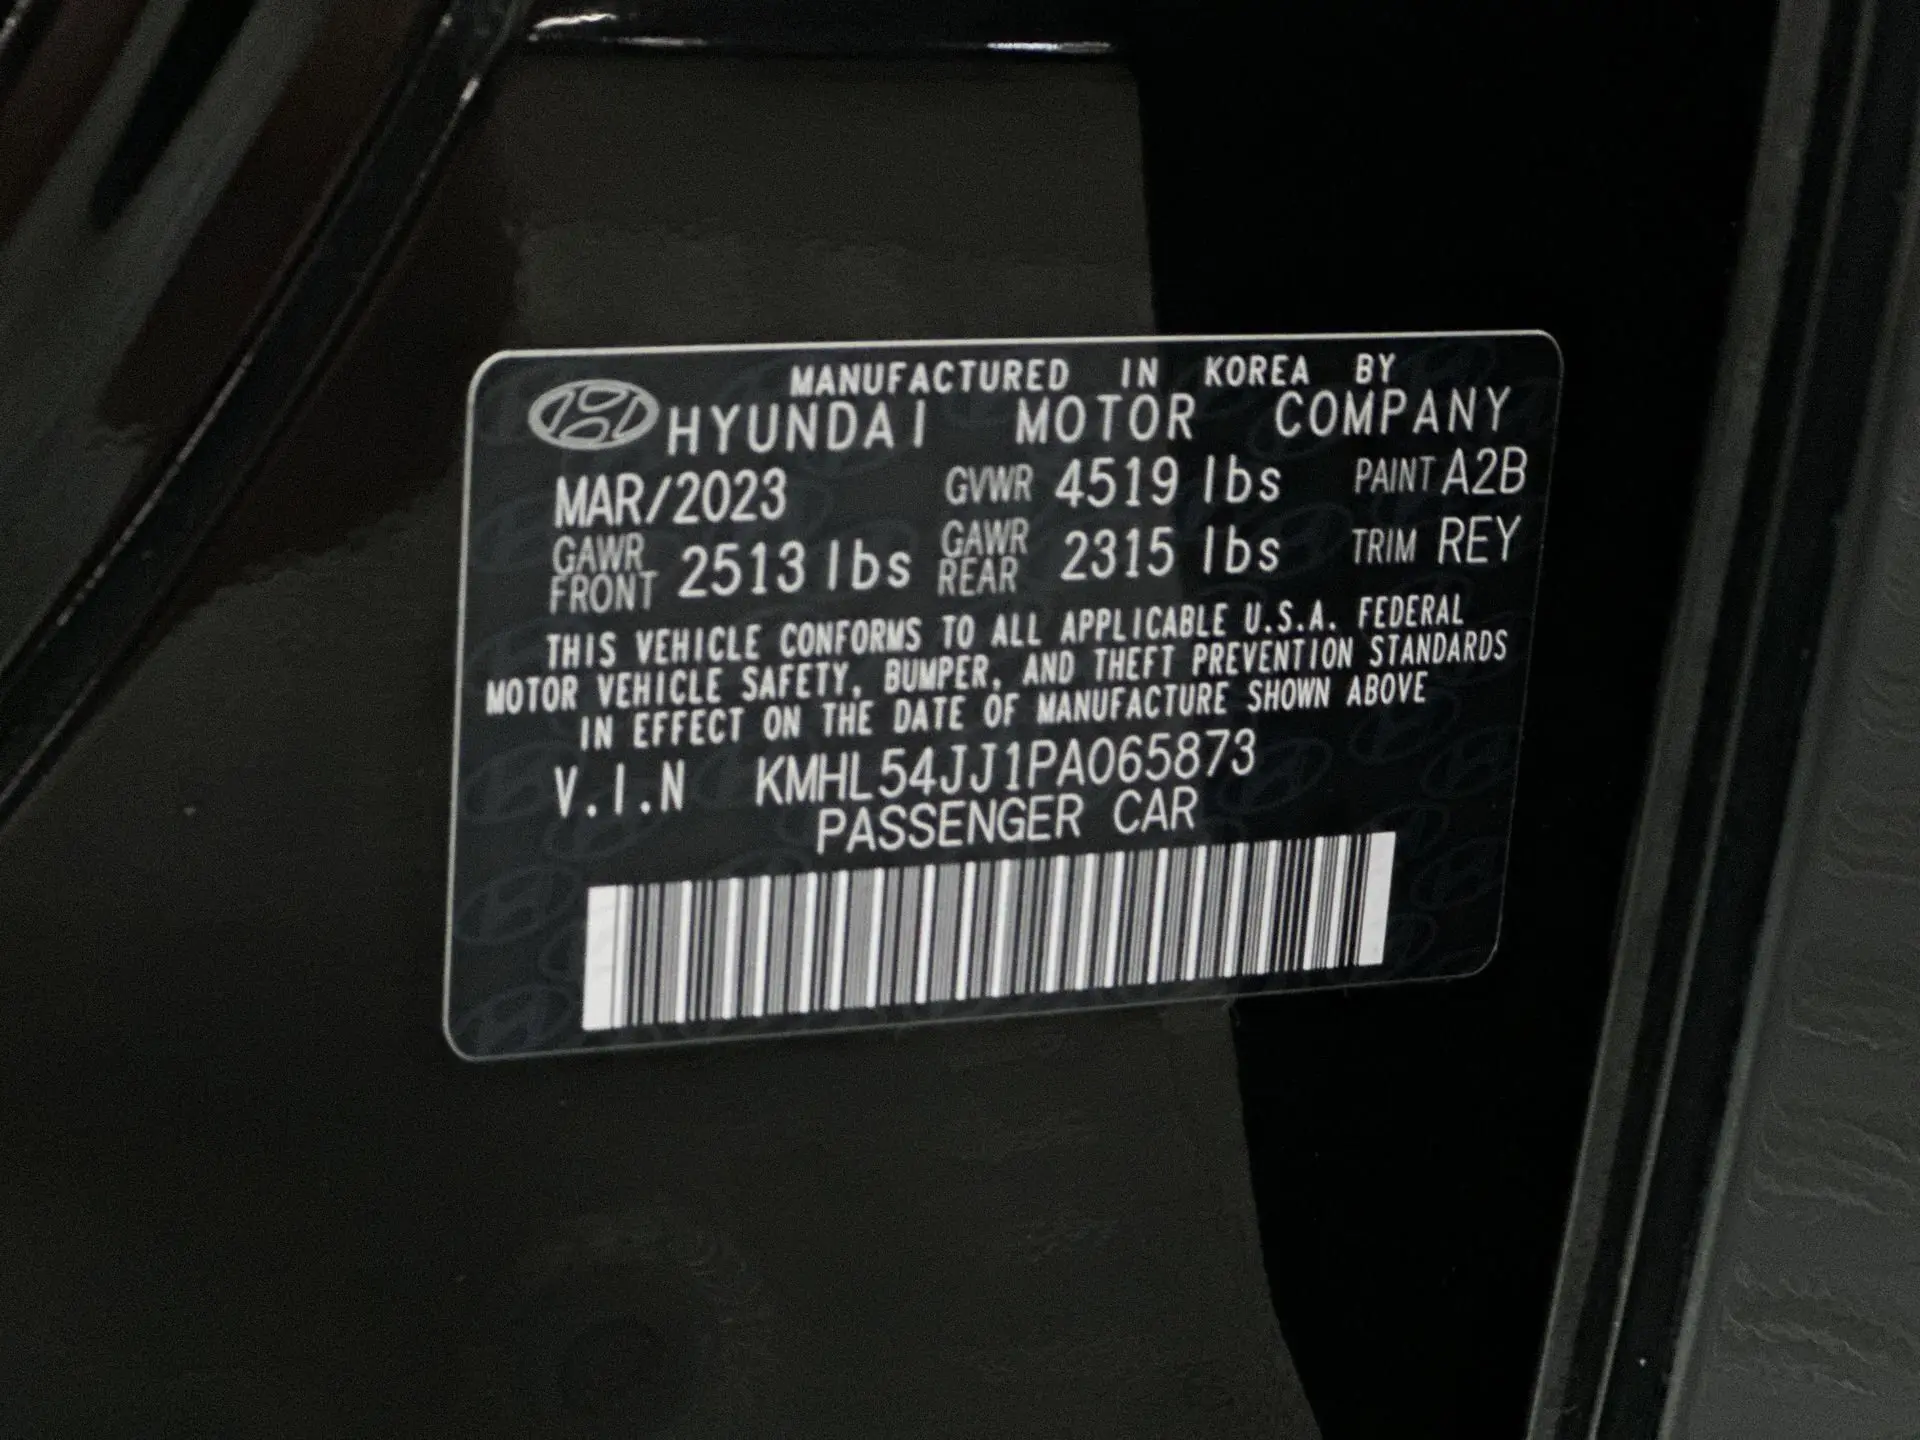 MANUFACTURED IN KOREA BY
HYUNDAI MOTOR COMPANY
MAR/2023 GVWR 4519 lbs PAINT A2B
GAWR FRONT 2513 lbs GAWR REAR 2315 lbs TRIM REY
THIS VEHICLE CONFORMS TO ALL APPLICABLE U.S.A. FEDERAL
MOTOR VEHICLE SAFETY, BUMPER, AND THEFT PREVENTION STANDARDS
IN EFFECT ON THE DATE OF MANUFACTURE SHOWN ABOVE
V.I.N KMHL54JJ1PA065873
PASSENGER CAR